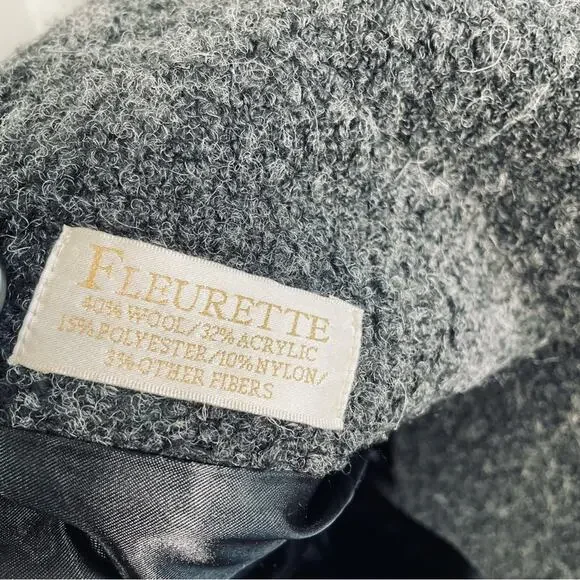 FLEURETTE
40% WOOL/32% ACRYLIC
15% POLYESTER/10% NYLON/
3% OTHER FIBERS